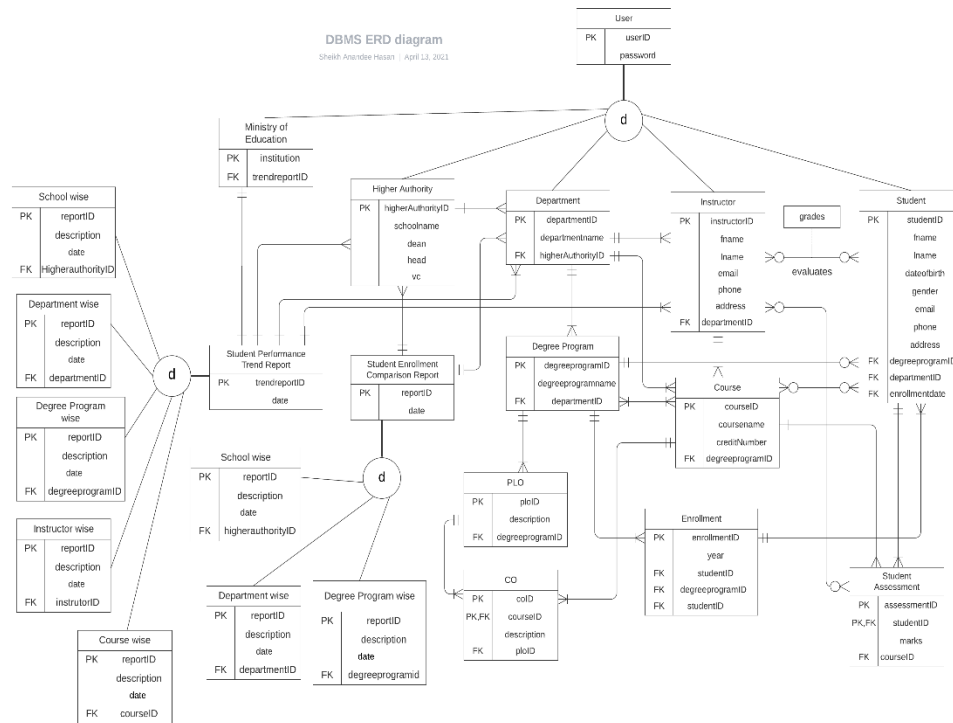 DBMS ERD diagram
Sheikh Anandee Hasan | April 13, 2021
User
PK userID
password
d
Ministry of
Education
PK institution
FK trendreportID
Higher Authority
PK higherAuthorityID
schoolname
dean
head
vc
Department
PK departmentID
departmentname
FK higherAuthorityID
Instructor
PK instructorID
fname
lname
email
phone
address
FK departmentID
grades
evaluates
Student
PK studentID
fname
lname
dateofbirth
gender
email
phone
address
FK degreeprogramID
FK departmentID
FK enrollmentdate
School wise
PK reportID
description
date
FK HigherauthorityID
Department wise
PK reportID
description
date
FK departmentID
Degree Program
wise
PK reportID
description
date
FK degreeprogramID
Instructor wise
PK reportID
description
date
FK instrutorID
Course wise
PK reportID
description
date
FK courseID
d
Student Performance
Trend Report
PK trendreportID
date
Student Enrollment
Comparison Report
PK reportID
date
d
School wise
PK reportID
description
date
FK higherauthorityID
Department wise
PK reportID
description
date
FK departmentID
Degree Program wise
PK reportID
description
date
FK degreeprogramid
Degree Program
PK degreeprogramID
degreeprogramname
FK departmentID
Course
PK courseID
coursename
creditNumber
FK degreeprogramID
PLO
PK ploID
description
FK degreeprogramID
CO
PK coID
PK,FK courseID
description
FK ploID
Enrollment
PK enrollmentID
year
FK studentID
FK degreeprogramID
FK studentID
Student
Assessment
PK assessmentID
PK,FK studentID
marks
FK courseID